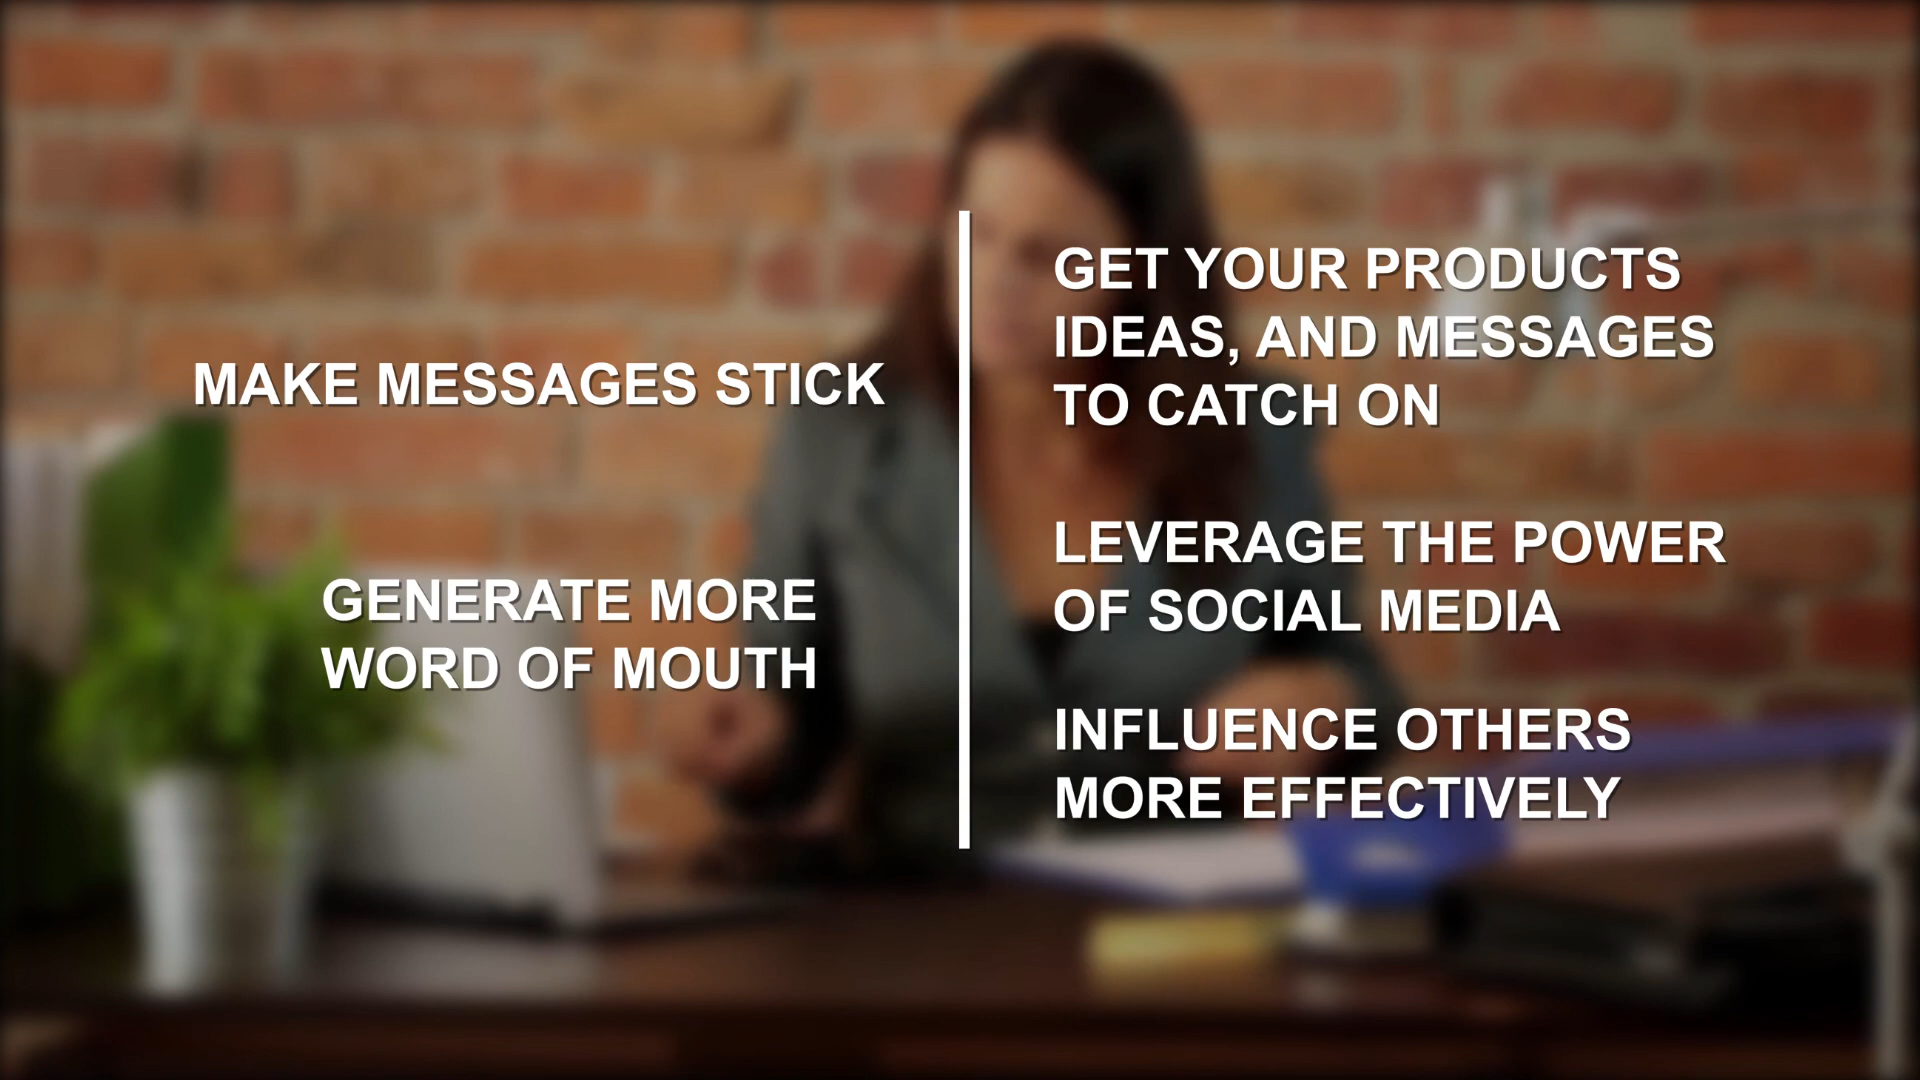 MAKE MESSAGES STICK
GENERATE MORE
WORD OF MOUTH
GET YOUR PRODUCTS
IDEAS, AND MESSAGES
TO CATCH ON
LEVERAGE THE POWER
OF SOCIAL MEDIA
INFLUENCE OTHERS
MORE EFFECTIVELY